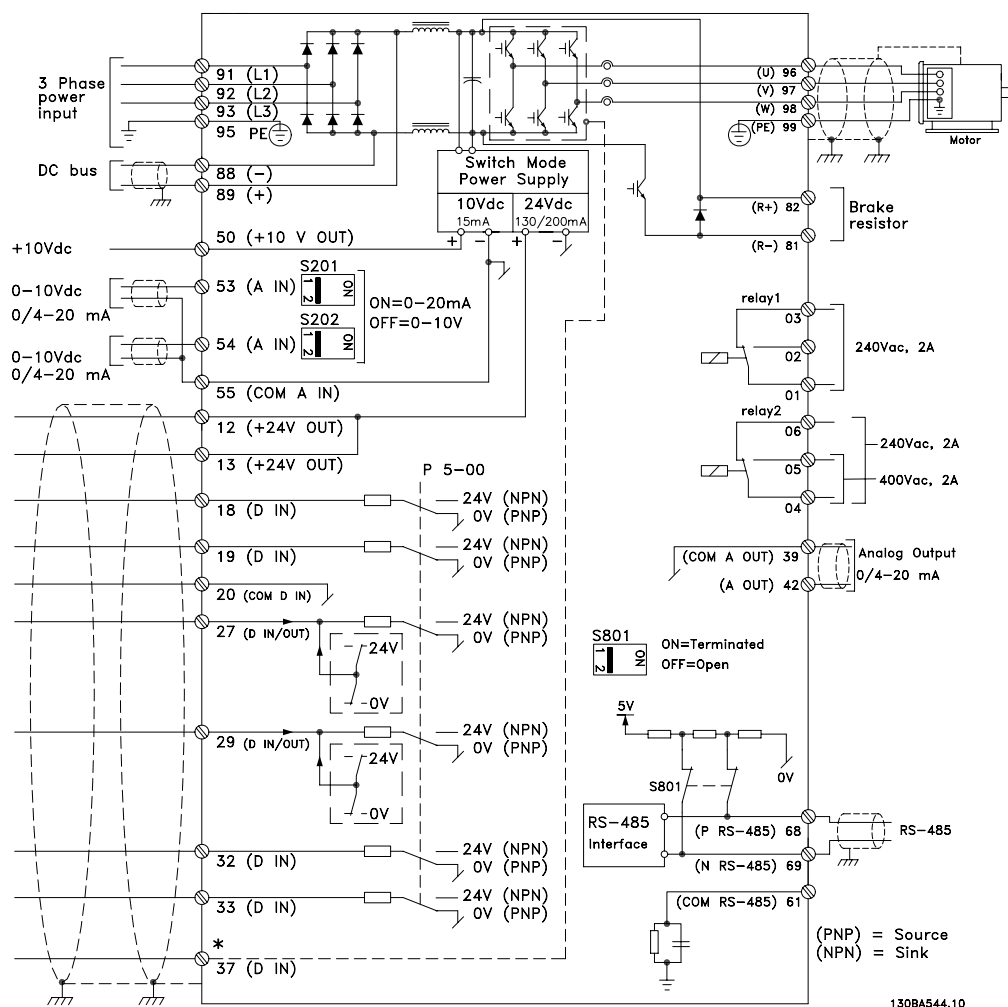 3 Phase
power
input
91 (L1)
92 (L2)
93 (L3)
95 PE
DC bus
88 (-)
89 (+)
+10Vdc
50 (+10 V OUT)
Switch Mode
Power Supply
10Vdc
15mA
24Vdc
130/200mA
+
-
+
-
(U) 96
(V) 97
(W) 98
(PE) 99
Motor
(R+) 82
(R-) 81
Brake
resistor
0-10Vdc
0/4-20 mA
53 (A IN)
S201
1 2
ON
0-10Vdc
0/4-20 mA
54 (A IN)
S202
1 2
ON
ON=0-20mA
OFF=0-10V
55 (COM A IN)
12 (+24V OUT)
13 (+24V OUT)
relay1
03
02
01
240Vac, 2A
relay2
06
05
04
240Vac, 2A
400Vac, 2A
P 5-00
18 (D IN)
24V (NPN)
0V (PNP)
19 (D IN)
24V (NPN)
0V (PNP)
20 (COM D IN)
27 (D IN/OUT)
24V (NPN)
0V (PNP)
24V
0V
29 (D IN/OUT)
24V (NPN)
0V (PNP)
24V
0V
32 (D IN)
24V (NPN)
0V (PNP)
33 (D IN)
24V (NPN)
0V (PNP)
*
37 (D IN)
(COM A OUT) 39
(A OUT) 42
Analog Output
0/4-20 mA
S801
1 2
ON
ON=Terminated
OFF=Open
5V
0V
S801
RS-485
Interface
(P RS-485) 68
(N RS-485) 69
(COM RS-485) 61
RS-485
(PNP) = Source
(NPN) = Sink
130BA544.10